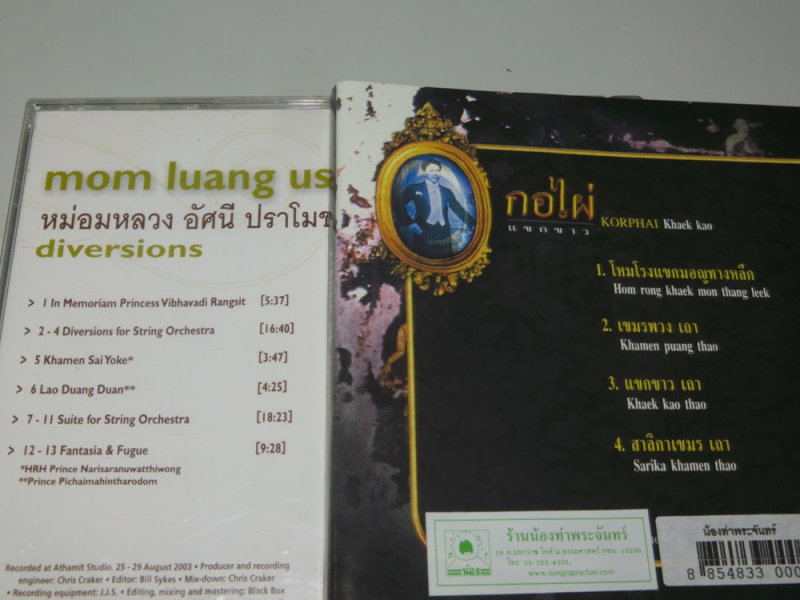 mom luang us
หม่อมหลวง อัศนี ปราโมช
diversions
> 1 In Memoriam Princess Vibhavadi Rangsit [5:37]
> 2 - 4 Diversions for String Orchestra [16:40]
> 5 Khamen Sai Yoke* [3:47]
> 6 Lao Duang Duan** [4:25]
> 7 - 11 Suite for String Orchestra [18:23]
> 12 - 13 Fantasia & Fugue [9:28]
*HRH Prince Narisaranuwatthiwong
**Prince Pichaimahintharodom
Recorded at Athamit Studio, 25 - 29 August 2003 • Producer and recording
engineer: Chris Craker • Editor: Bill Sykes • Mix-down: Chris Craker
• Recording equipment: J.J.S. • Editing, mixing and mastering: Black Box
กอไผ่
แขกขาว
KORPHAI Khaek kao
1. โหมโรงแขกมอญทางหลีก
Hom rong khaek mon thang leek
2. เขมรพวง เถา
Khamen puang thao
3. แขกขาว เถา
Khaek kao thao
4. สาลิกาเขมร เถา
Sarika khamen thao
น้อง
ร้านน้องท่าพระจันทร์
www.nongtaprachan.com
น้องท่าพระจันทร์
8 854833 000